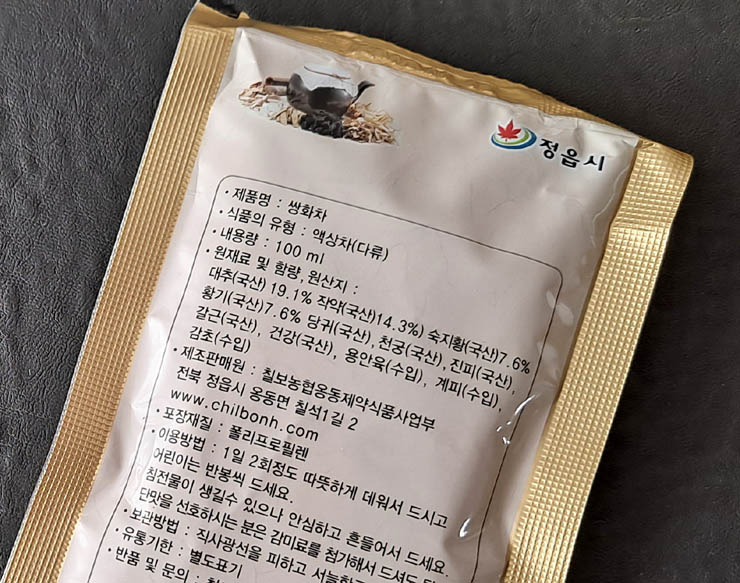 정읍시
· 제품명 : 쌍화차
· 식품의 유형 : 액상차(다류)
· 내용량 : 100 ml
· 원재료 및 함량, 원산지 :
대추(국산) 19.1% 작약(국산)14.3%) 숙지황(국산)7.6%
황기(국산)7.6% 당귀(국산), 천궁(국산), 진피(국산),
갈근(국산), 건강(국산), 용안육(수입), 계피(수입),
감초(수입)
· 제조판매원 : 칠보농협옹동제약식품사업부
전북 정읍시 옹동면 칠석1길 2
www.chilbonh.com
· 포장재질 : 폴리프로필렌
· 이용방법 : 1일 2회정도 따뜻하게 데워서 드시고
어린이는 반봉씩 드세요.
침전물이 생길수 있으나 안심하고 흔들어서 드세요.
단맛을 선호하시는 분은 감미료를 첨가해서 드셔도
· 보관방법 : 직사광선을 피하고
· 유통기한 : 별도표기
· 반품 및 문의 :